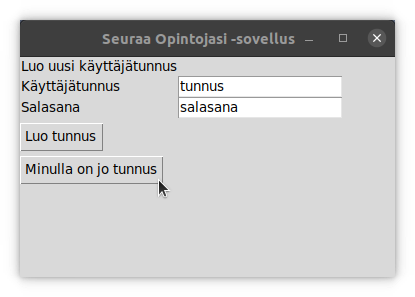 Seuraa Opintojasi -sovellus
Luo uusi käyttäjätunnus
Käyttäjätunnus tunnus
Salasana salasana
Luo tunnus
Minulla on jo tunnus